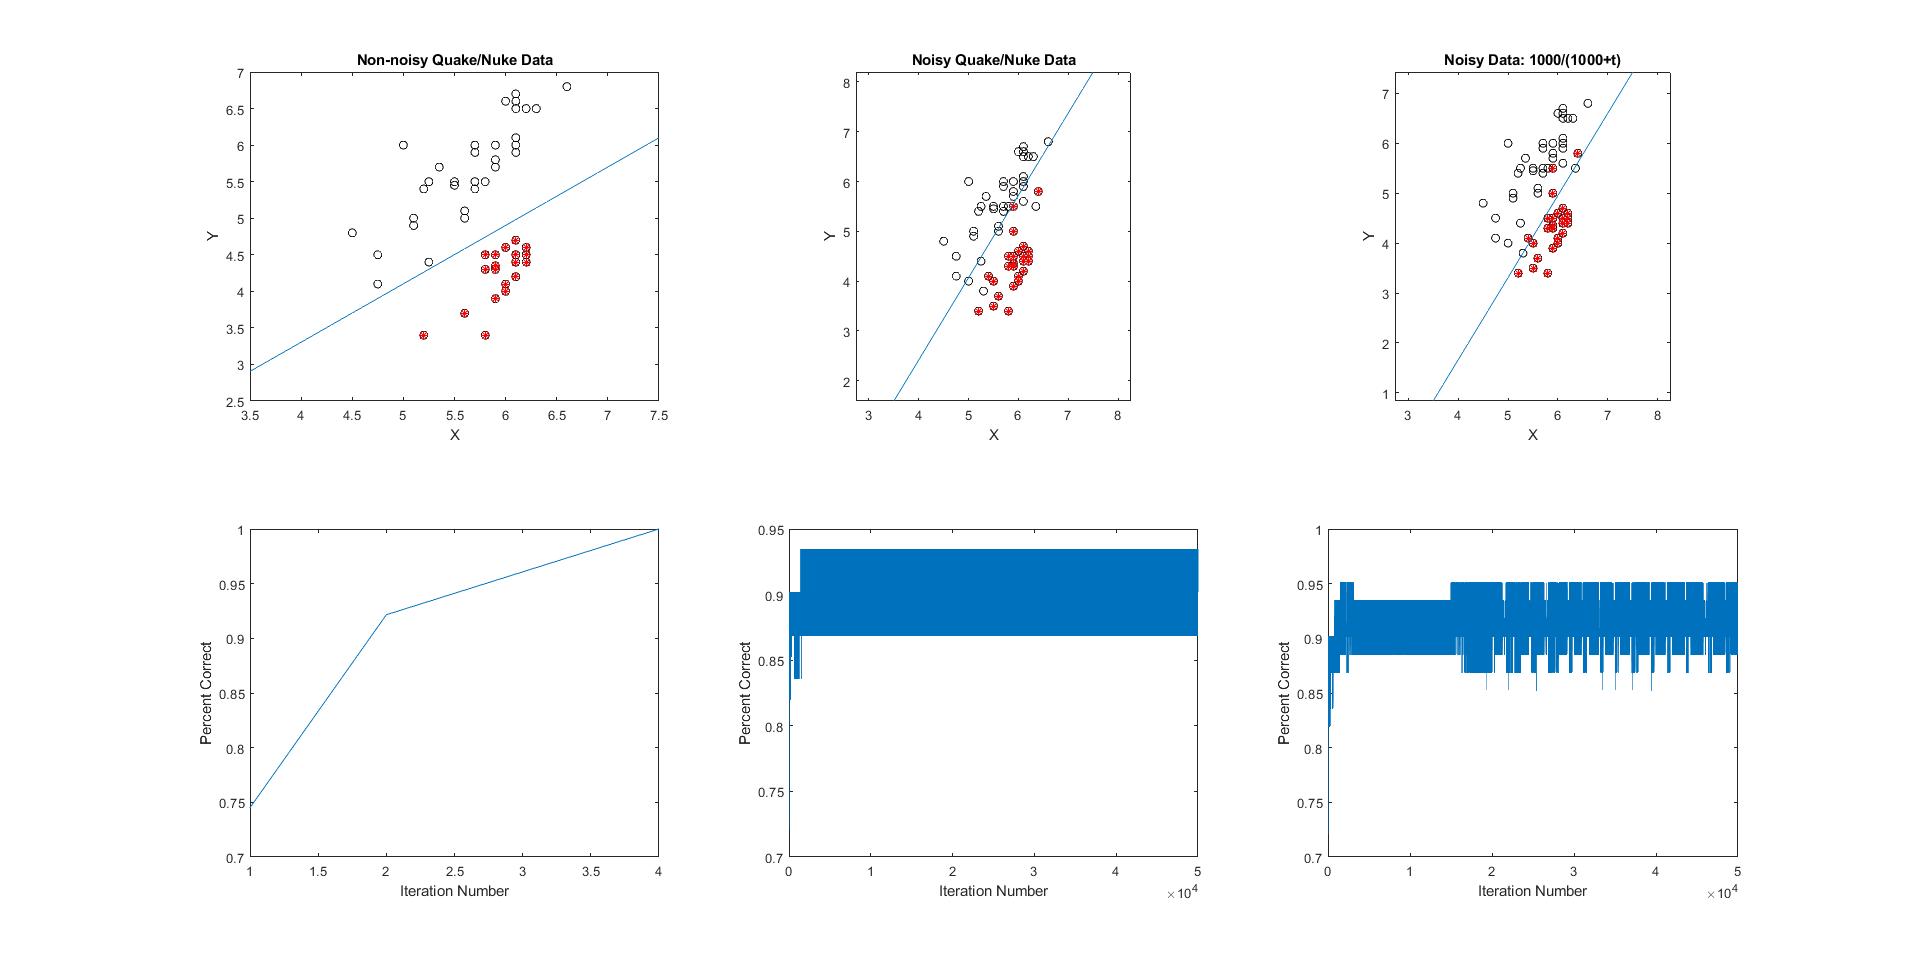 Non-noisy Quake/Nuke Data
7
6.5
6
5.5
5
4.5
4
3.5
3
2.5
Y
3.5 4 4.5 5 5.5 6 6.5 7 7.5
X
Noisy Quake/Nuke Data
8
7
6
5
4
3
2
Y
3 4 5 6 7 8
X
Noisy Data: 1000/(1000+t)
7
6
5
4
3
2
1
Y
3 4 5 6 7 8
X
1
0.95
0.9
0.85
0.8
0.75
0.7
Percent Correct
1 1.5 2 2.5 3 3.5 4
Iteration Number
0.95
0.9
0.85
0.8
0.75
0.7
Percent Correct
0 1 2 3 4 5
Iteration Number
×10^4
1
0.95
0.9
0.85
0.8
0.75
0.7
Percent Correct
0 1 2 3 4 5
Iteration Number
×10^4